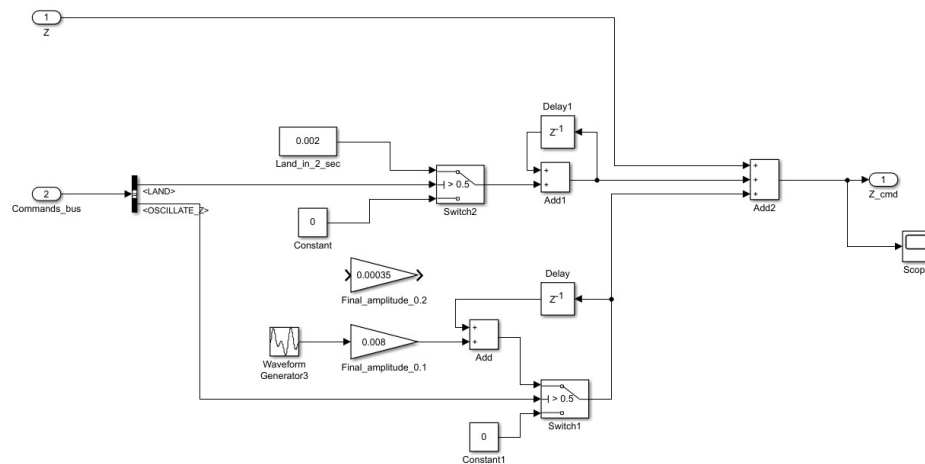 1
Z
Delay1
Z-1
0.002
Land_in_2_sec
+
+
Add1
> 0.5
Switch2
+
+
+
Add2
1
Z_cmd
2
Commands_bus
<LAND>
<OSCILLATE_Z>
0
Constant
Scop
0.00035
Final_amplitude_0.2
Delay
Z-1
Waveform
Generator3
0.008
Final_amplitude_0.1
+
+
Add
> 0.5
Switch1
0
Constant1